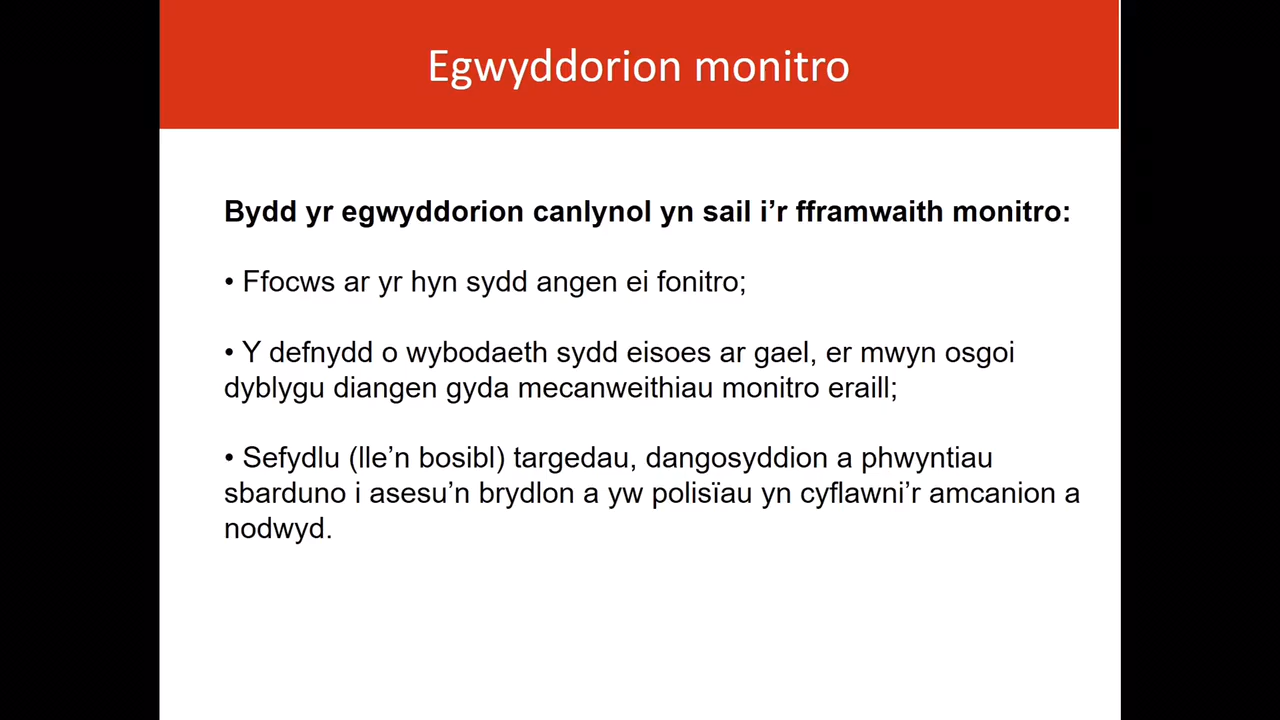 Egwyddorion monitro
Bydd yr egwyddorion canlynol yn sail i’r fframwaith monitro:
• Ffocws ar yr hyn sydd angen ei fonitro;
• Y defnydd o wybodaeth sydd eisoes ar gael, er mwyn osgoi
dyblygu diangen gyda mecanweithiau monitro eraill;
• Sefydlu (lle’n bosibl) targedau, dangosyddion a phwyntiau
sbarduno i asesu’n brydlon a yw polisïau yn cyflawni’r amcanion a
nodwyd.